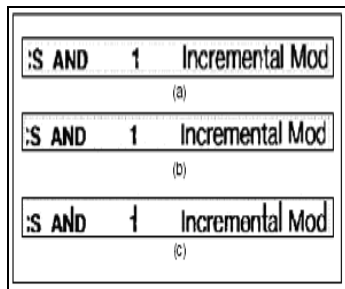 :S AND 1 Incremental Mod
(a)
:S AND 1 Incremental Mod
(b)
:S AND 1 Incremental Mod
(c)